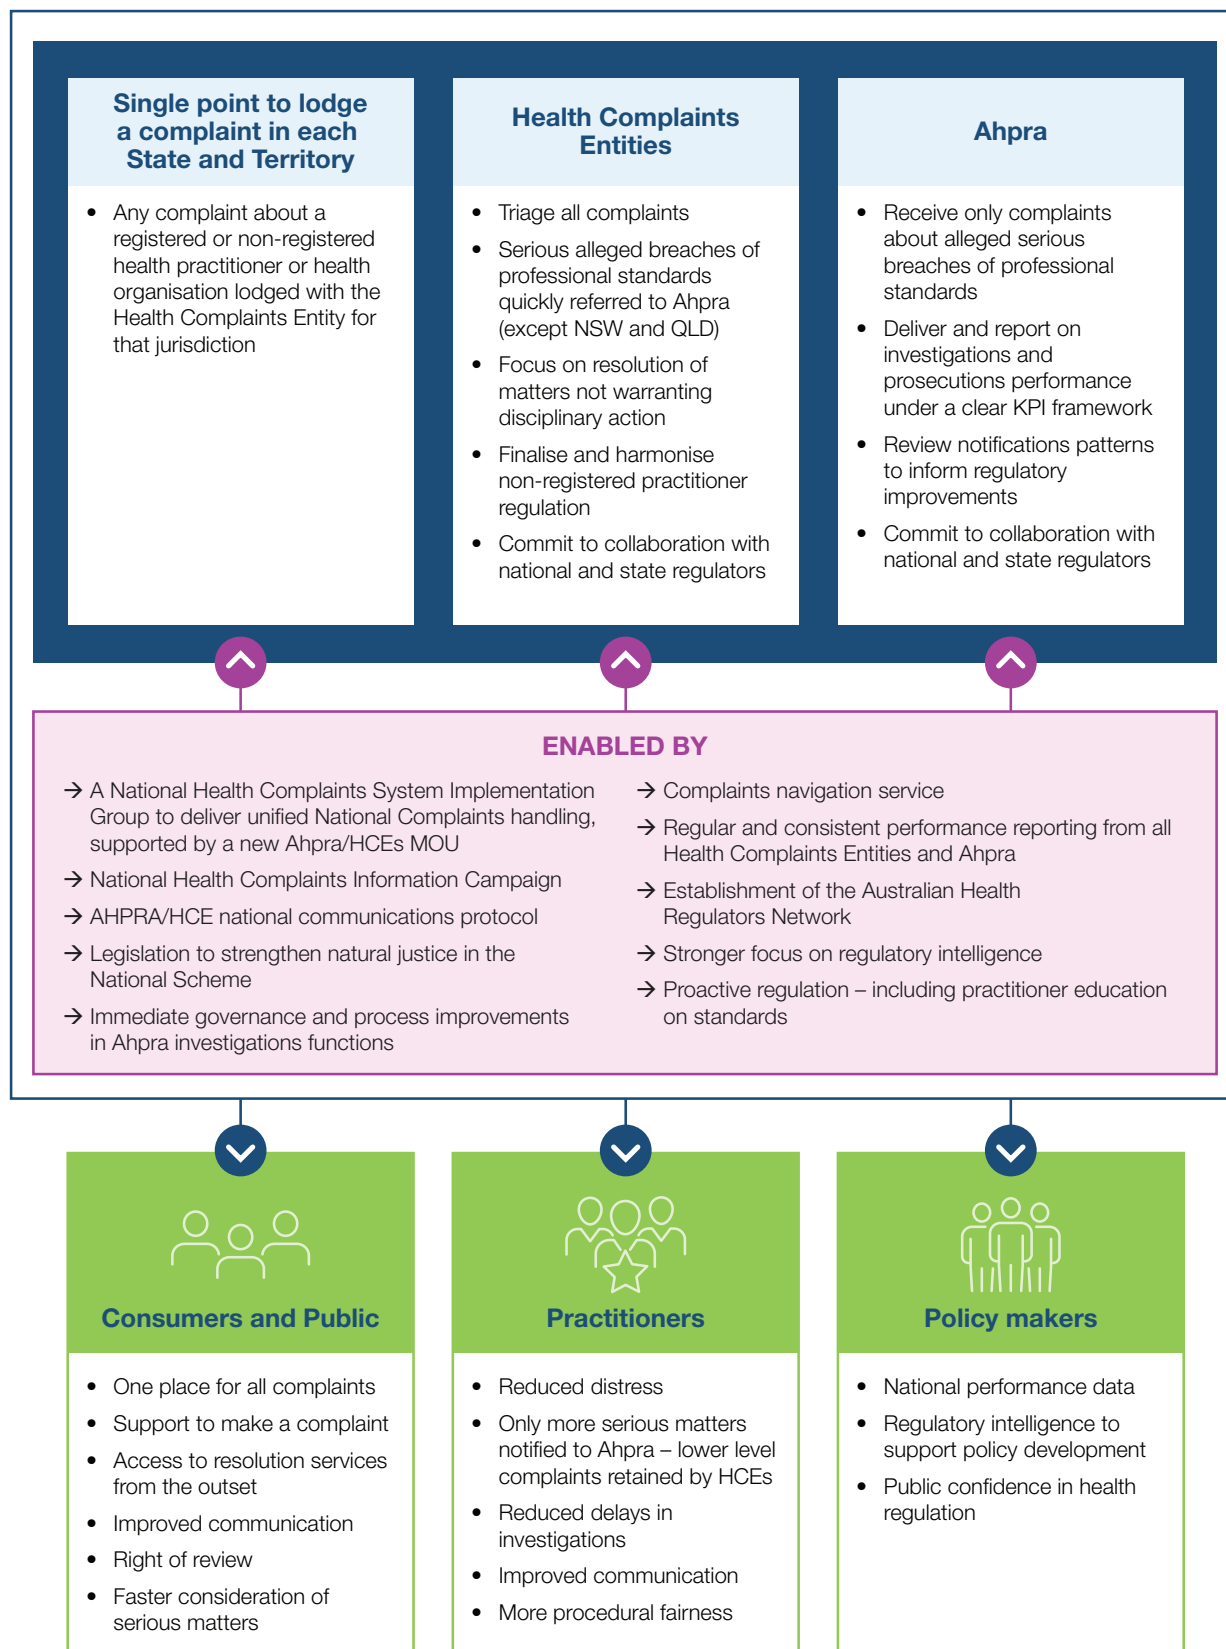 Single point to lodge
a complaint in each
State and Territory
• Any complaint about a
registered or non-registered
health practitioner or health
organisation lodged with the
Health Complaints Entity for
that jurisdiction
Health Complaints
Entities
• Triage all complaints
• Serious alleged breaches of
professional standards
quickly referred to Ahpra
(except NSW and QLD)
• Focus on resolution of
matters not warranting
disciplinary action
• Finalise and harmonise
non-registered practitioner
regulation
• Commit to collaboration with
national and state regulators
Ahpra
• Receive only complaints
about alleged serious
breaches of professional
standards
• Deliver and report on
investigations and
prosecutions performance
under a clear KPI framework
• Review notifications patterns
to inform regulatory
improvements
• Commit to collaboration with
national and state regulators
ENABLED BY
→ A National Health Complaints System Implementation
Group to deliver unified National Complaints handling,
supported by a new Ahpra/HCEs MOU
→ National Health Complaints Information Campaign
→ AHPRA/HCE national communications protocol
→ Legislation to strengthen natural justice in the
National Scheme
→ Immediate governance and process improvements
in Ahpra investigations functions
→ Complaints navigation service
→ Regular and consistent performance reporting from all
Health Complaints Entities and Ahpra
→ Establishment of the Australian Health
Regulators Network
→ Stronger focus on regulatory intelligence
→ Proactive regulation – including practitioner education
on standards
Consumers and Public
• One place for all complaints
• Support to make a complaint
• Access to resolution services
from the outset
• Improved communication
• Right of review
• Faster consideration of
serious matters
Practitioners
• Reduced distress
• Only more serious matters
notified to Ahpra – lower level
complaints retained by HCEs
• Reduced delays in
investigations
• Improved communication
• More procedural fairness
Policy makers
• National performance data
• Regulatory intelligence to
support policy development
• Public confidence in health
regulation